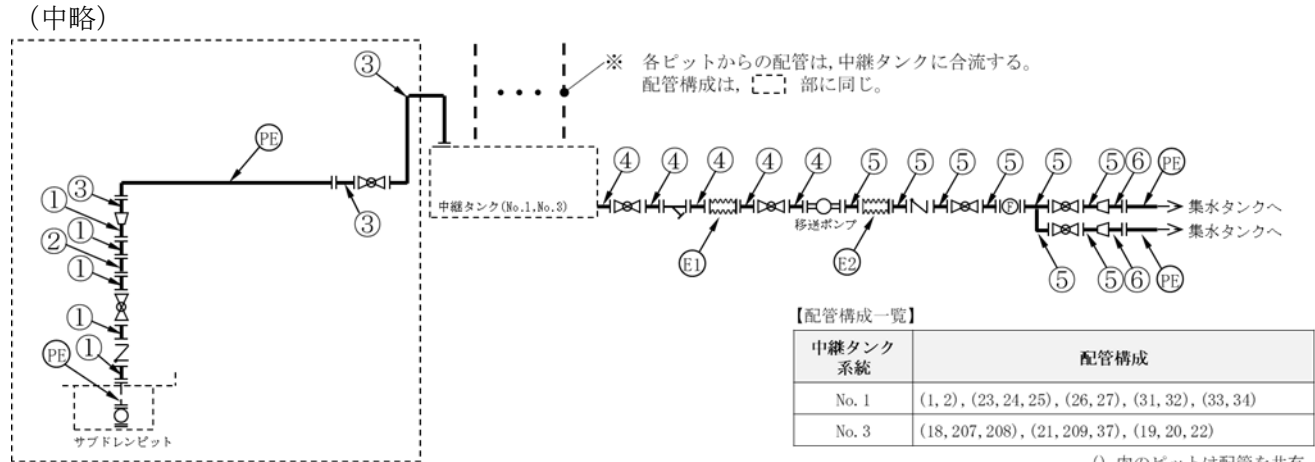 (中略)
※ 各ピットからの配管は,中継タンクに合流する。
配管構成は, 部に同じ。
③
PE
④ ④ ④ ④ ④ ⑤ ⑤ ⑤ ⑤ ⑤ ⑤ ⑥ PE
③
①
①
②
①
①
PE ①
③
中継タンク(No.1,No.3)
F
集水タンクへ
移送ポンプ
集水タンクへ
E1 E2 ⑤ ⑤ ⑥ PE
サブドレンピット
【配管構成一覧】
中継タンク
系統
配管構成
No. 1 (1, 2), (23, 24, 25), (26, 27), (31, 32), (33, 34)
No. 3 (18, 207, 208), (21, 209, 37), (19, 20, 22)